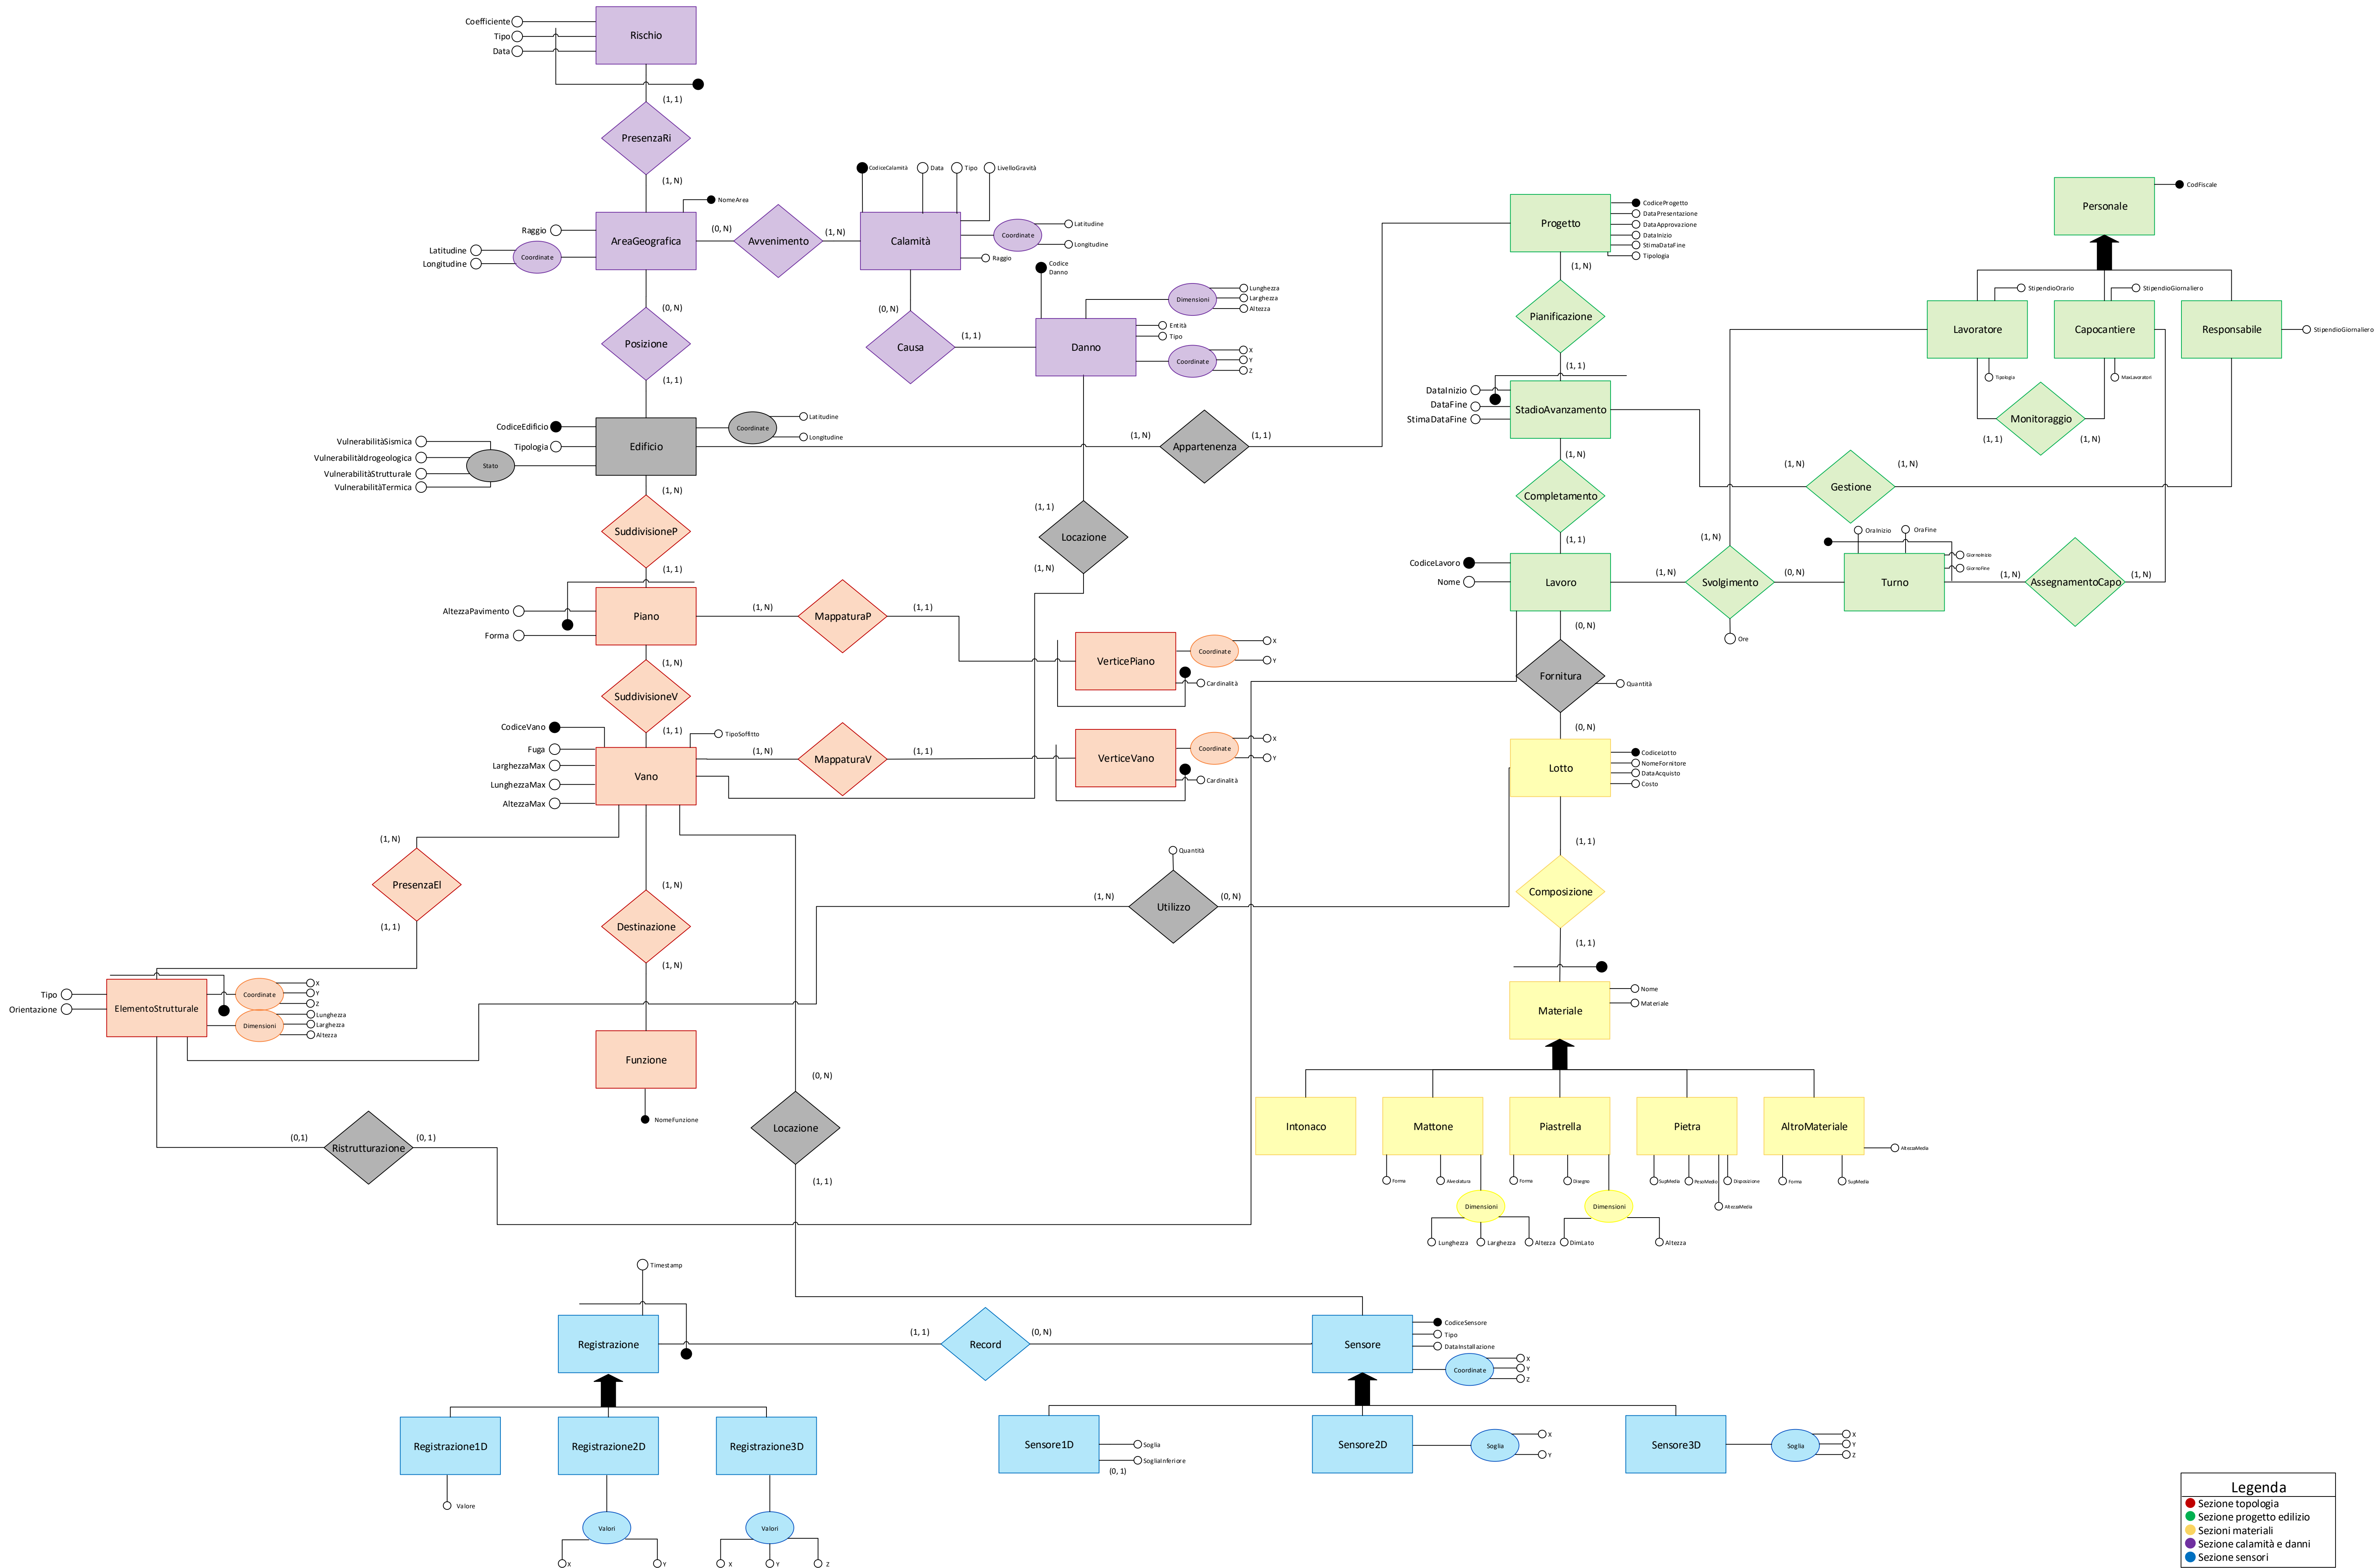 Coefficiente
Tipo
Data
Rischio
(1, 1)
PresenzaRi
(1, N)
NomeArea
Raggio
Latitudine
Longitudine
Coordinate
AreaGeografica
(0, N)
Avvenimento
(1, N)
CodiceCalamità
Data
Tipo
LivelloGravità
Calamità
Coordinate
Latitudine
Longitudine
Raggio
(0, N)
Posizione
(1, 1)
(0, N)
Causa
(1, 1)
Codice
Danno
Danno
Dimensioni
Lunghezza
Larghezza
Altezza
Entità
Tipo
Coordinate
X
Y
Z
CodiceEdificio
Tipologia
VulnerabilitàSismica
VulnerabilitàIdrogeologica
VulnerabilitàStrutturale
VulnerabilitàTermica
Stato
Edificio
Coordinate
Latitudine
Longitudine
(1, N)
Appartenenza
(1, 1)
(1, N)
SuddivisioneP
(1, 1)
(1, 1)
Locazione
(1, N)
AltezzaPavimento
Forma
Piano
(1, N)
MappaturaP
(1, 1)
VerticePiano
Coordinate
X
Y
Cardinalità
(1, N)
SuddivisioneV
(1, 1)
CodiceVano
Fuga
LarghezzaMax
LunghezzaMax
AltezzaMax
Vano
TipoSoffitto
(1, N)
MappaturaV
(1, 1)
VerticeVano
Coordinate
X
Y
Cardinalità
(1, N)
PresenzaEl
(1, 1)
(1, N)
Destinazione
(1, N)
Funzione
NomeFunzione
Tipo
Orientazione
ElementoStrutturale
Coordinate
X
Y
Z
Dimensioni
Lunghezza
Larghezza
Altezza
(0,1)
Ristrutturazione
(0, 1)
(0, N)
Locazione
(1, 1)
Quantità
(1, N)
Utilizzo
(0, N)
Progetto
CodiceProgetto
DataPresentazione
DataApprovazione
DataInizio
StimaDataFine
Tipologia
(1, N)
Pianificazione
(1, 1)
DataInizio
DataFine
StimaDataFine
StadioAvanzamento
(1, N)
Completamento
(1, 1)
CodiceLavoro
Nome
Lavoro
(1, N)
Svolgimento
(0, N)
(1, N)
Ore
Personale
CodFiscale
StipendioOrario
Lavoratore
Tipologia
StipendioGiornaliero
Capocantiere
MaxLavoratori
Responsabile
StipendioGiornaliero
(1, 1)
Monitoraggio
(1, N)
(1, N)
Gestione
(1, N)
OraInizio
OraFine
GiornoInizio
GiornoFine
Turno
(1, N)
AssegnamentoCapo
(1, N)
(0, N)
Fornitura
Quantità
(0, N)
Lotto
CodiceLotto
NomeFornitore
DataAcquisto
Costo
(1, 1)
Composizione
(1, 1)
Materiale
Nome
Materiale
Intonaco
Mattone
Piastrella
Pietra
AltroMateriale
AltezzaMedia
Forma
Alveolatura
Forma
Disegni
SupMedia
PesoMedio
Disposizione
Forma
SupMedia
AltezzaMedia
Dimensioni
Dimensioni
Lunghezza
Larghezza
Altezza
DimLato
Altezza
Timestamp
Registrazione
(1, 1)
Record
(0, N)
Sensore
CodiceSensore
Tipo
DataInstallazione
Coordinate
X
Y
Z
Registrazione1D
Registrazione2D
Registrazione3D
Valore
Valori
X
Y
Valori
X
Y
Z
Sensore1D
Soglia
SogliaInferiore
(0, 1)
Sensore2D
Soglia
X
Y
Sensore3D
Soglia
X
Y
Z
Legenda
Sezione topologia
Sezione progetto edilizio
Sezioni materiali
Sezione calamità e danni
Sezione sensori